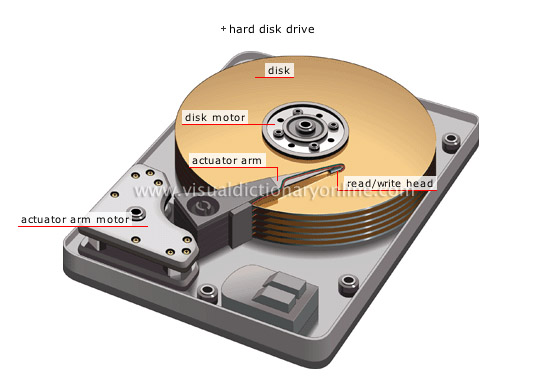 + hard disk drive
disk
disk motor
actuator arm
read/write head
www.visualdictionaryonline.com
actuator arm motor